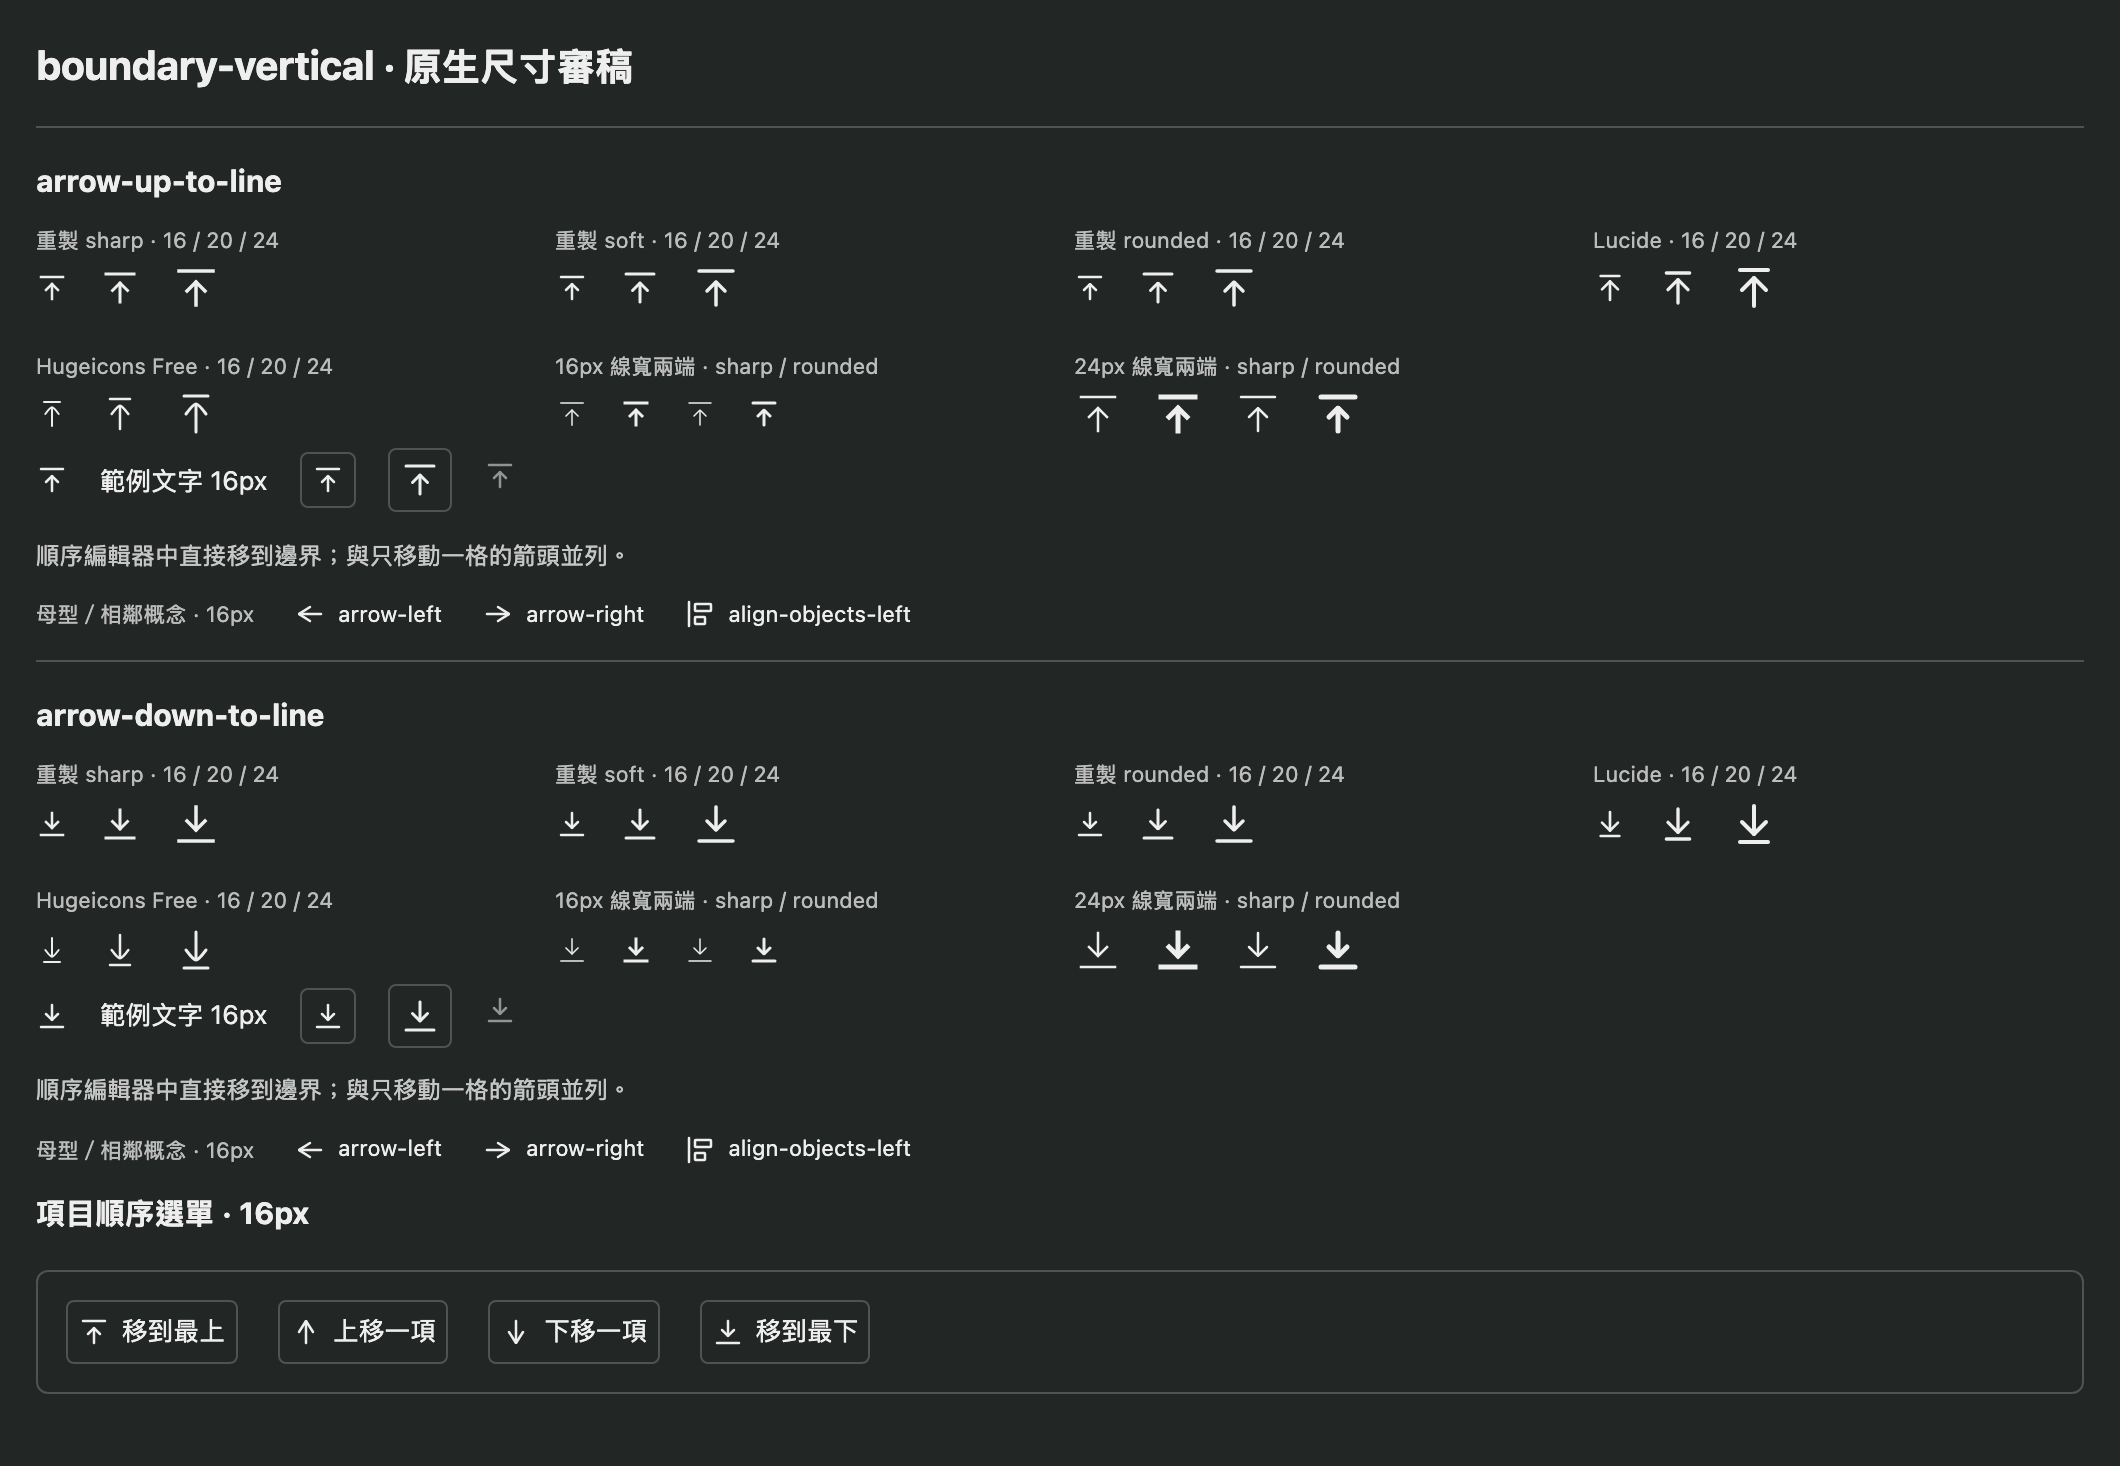 boundary-vertical · 原生尺寸審稿
arrow-up-to-line
重製 sharp · 16 / 20 / 24
重製 soft · 16 / 20 / 24
重製 rounded · 16 / 20 / 24
Lucide · 16 / 20 / 24
Hugeicons Free · 16 / 20 / 24
16px 線寬兩端 · sharp / rounded
24px 線寬兩端 · sharp / rounded
範例文字 16px
順序編輯器中直接移到邊界；與只移動一格的箭頭並列。
母型 / 相鄰概念 · 16px
arrow-left
arrow-right
align-objects-left
arrow-down-to-line
重製 sharp · 16 / 20 / 24
重製 soft · 16 / 20 / 24
重製 rounded · 16 / 20 / 24
Lucide · 16 / 20 / 24
Hugeicons Free · 16 / 20 / 24
16px 線寬兩端 · sharp / rounded
24px 線寬兩端 · sharp / rounded
範例文字 16px
順序編輯器中直接移到邊界；與只移動一格的箭頭並列。
母型 / 相鄰概念 · 16px
arrow-left
arrow-right
align-objects-left
項目順序選單 · 16px
移到最上
上移一項
下移一項
移到最下